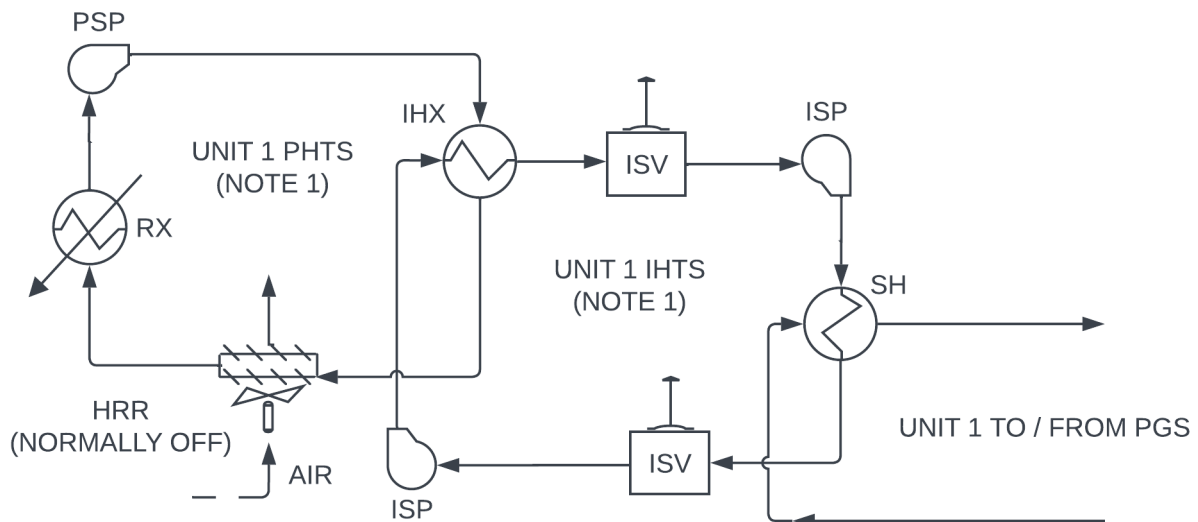 PSP
IHX
ISP
ISV
UNIT 1 PHTS
(NOTE 1)
RX
UNIT 1 IHTS
(NOTE 1)
SH
HRR
(NORMALLY OFF)
UNIT 1 TO / FROM PGS
ISV
AIR
ISP